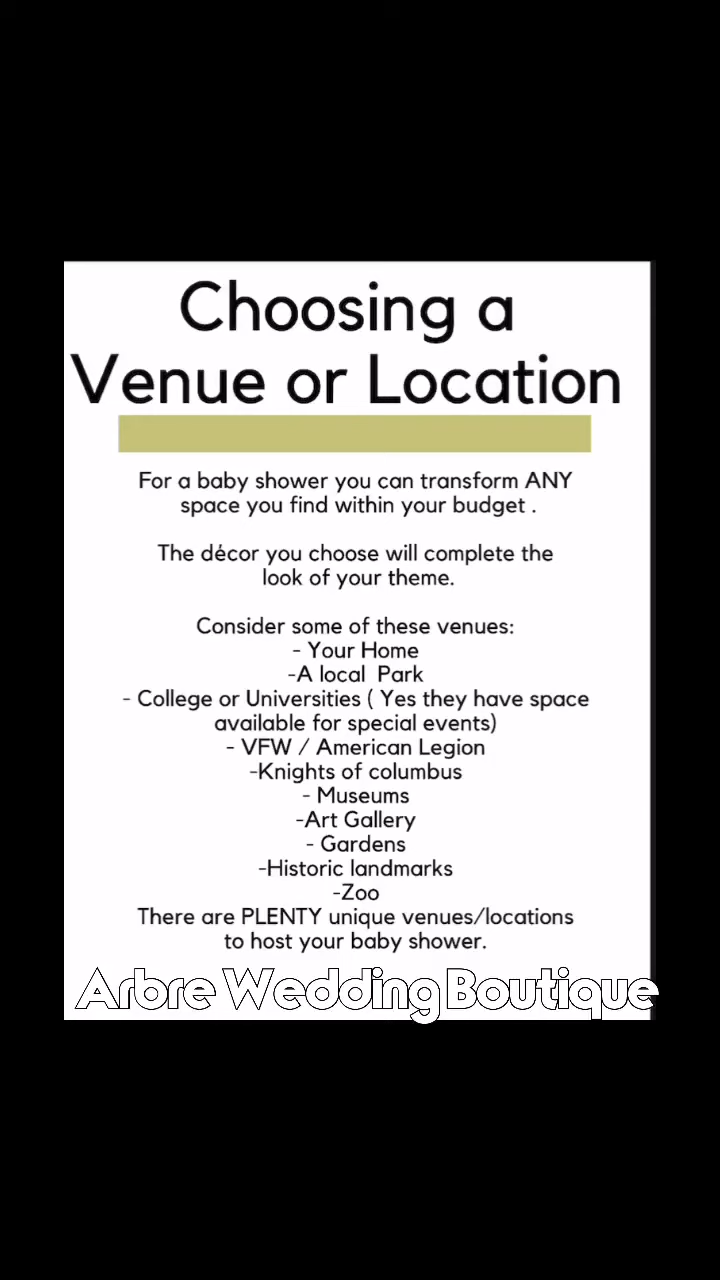 Choosing a
Venue or Location
For a baby shower you can transform ANY
space you find within your budget .
The décor you choose will complete the
look of your theme.
Consider some of these venues:
- Your Home
-A local  Park
- College or Universities ( Yes they have space
available for special events)
- VFW / American Legion
-Knights of columbus
- Museums
-Art Gallery
- Gardens
-Historic landmarks
-Zoo
There are PLENTY unique venues/locations
to host your baby shower.
Arbre Wedding Boutique